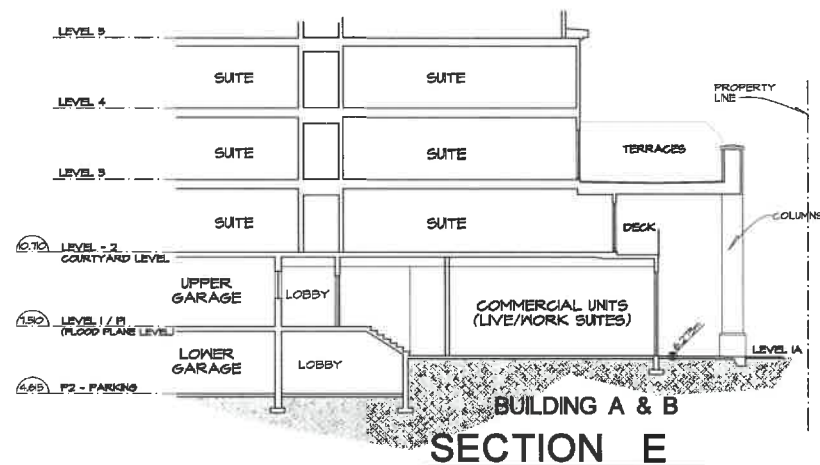 LEVEL 5
SUITE
SUITE
LEVEL 4
PROPERTY
LINE
SUITE
SUITE
TERRACES
LEVEL 3
SUITE
SUITE
DECK
COLUMNS
10.710
LEVEL - 2
COURTYARD LEVEL
UPPER
GARAGE
LOBBY
COMMERCIAL UNITS
(LIVE/WORK SUITES)
7.510
LEVEL 1 / P1
(FLOOD PLANE LEVEL)
LEVEL 1A
LOWER
GARAGE
LOBBY
4.615
P2 - PARKING
BUILDING A & B
SECTION E